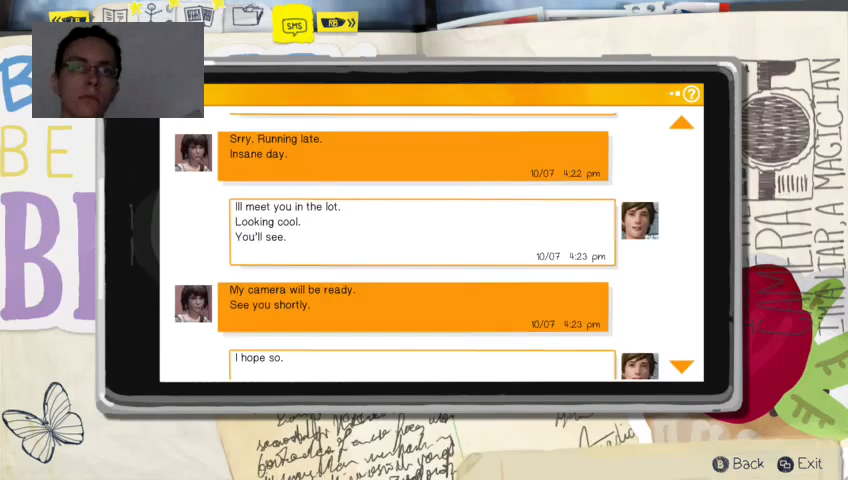 SMS
RB
Srry. Running late.
Insane day.
10/07 4:22 pm
Ill meet you in the lot.
Looking cool.
You'll see.
10/07 4:23 pm
My camera will be ready.
See you shortly.
10/07 4:23 pm
I hope so.
BE
I'M A LIAR, A MAGICIAN
B Back
Exit